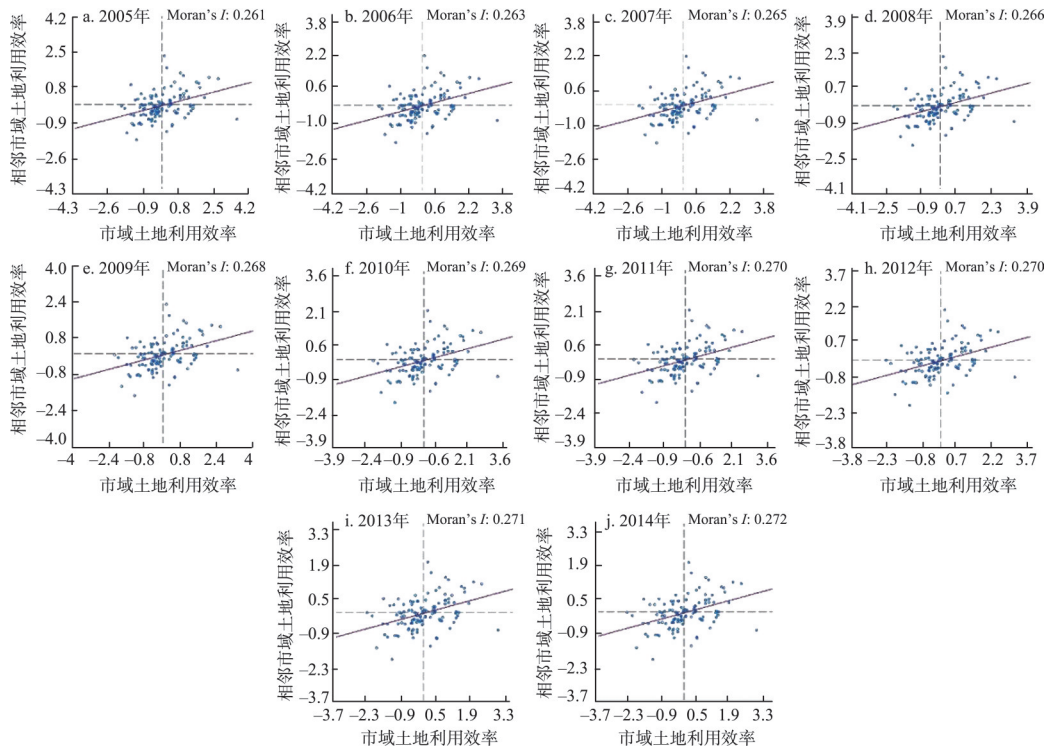 a. 2005年 Moran's I: 0.261
相邻市域土地利用效率
4.2
2.5
0.8
−0.9
−2.6
−4.3
−4.3 −2.6 −0.9 0.8 2.5 4.2
市域土地利用效率
b. 2006年 Moran's I: 0.263
相邻市域土地利用效率
3.8
2.2
0.6
−1.0
−2.6
−4.2
−4.2 −2.6 −1 0.6 2.2 3.8
市域土地利用效率
c. 2007年 Moran's I: 0.265
相邻市域土地利用效率
3.8
2.2
0.6
−1.0
−2.6
−4.2
−4.2 −2.6 −1 0.6 2.2 3.8
市域土地利用效率
d. 2008年 Moran's I: 0.266
相邻市域土地利用效率
3.9
2.3
0.7
−0.9
−2.5
−4.1
−4.1 −2.5 −0.9 0.7 2.3 3.9
市域土地利用效率
e. 2009年 Moran's I: 0.268
相邻市域土地利用效率
4.0
2.4
0.8
−0.8
−2.4
−4.0
−4 −2.4 −0.8 0.8 2.4 4
市域土地利用效率
f. 2010年 Moran's I: 0.269
相邻市域土地利用效率
3.6
2.1
0.6
−0.9
−2.4
−3.9
−3.9 −2.4 −0.9 −0.6 2.1 3.6
市域土地利用效率
g. 2011年 Moran's I: 0.270
相邻市域土地利用效率
3.6
2.1
0.6
−0.9
−2.4
−3.9
−3.9 −2.4 −0.9 −0.6 2.1 3.6
市域土地利用效率
h. 2012年 Moran's I: 0.270
相邻市域土地利用效率
3.7
2.2
0.7
−0.8
−2.3
−3.8
−3.8 −2.3 −0.8 0.7 2.2 3.7
市域土地利用效率
i. 2013年 Moran's I: 0.271
相邻市域土地利用效率
3.3
1.9
0.5
−0.9
−2.3
−3.7
−3.7 −2.3 −0.9 0.5 1.9 3.3
市域土地利用效率
j. 2014年 Moran's I: 0.272
相邻市域土地利用效率
3.3
1.9
0.5
−0.9
−2.3
−3.7
−3.7 −2.3 −0.9 0.5 1.9 3.3
市域土地利用效率